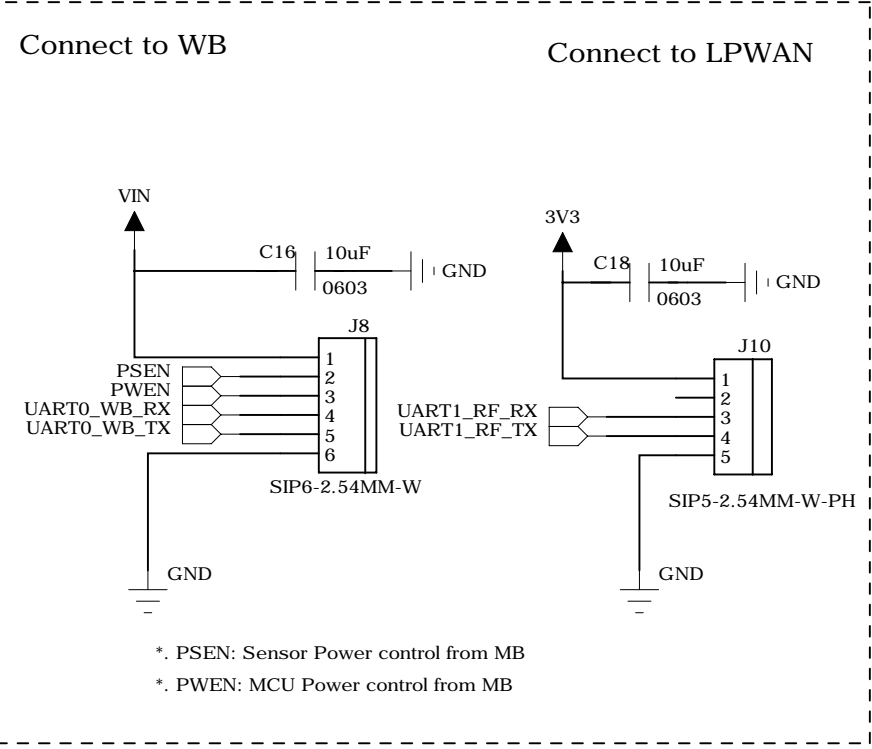 Connect to WB
Connect to LPWAN
VIN
C16
10uF
GND
0603
J8
1
PSEN
2
PWEN
3
UART0_WB_RX
4
UART0_WB_TX
5
6
SIP6-2.54MM-W
GND
3V3
C18
10uF
GND
0603
J10
1
2
UART1_RF_RX
3
UART1_RF_TX
4
5
SIP5-2.54MM-W-PH
GND
*. PSEN: Sensor Power control from MB
*. PWEN: MCU Power control from MB